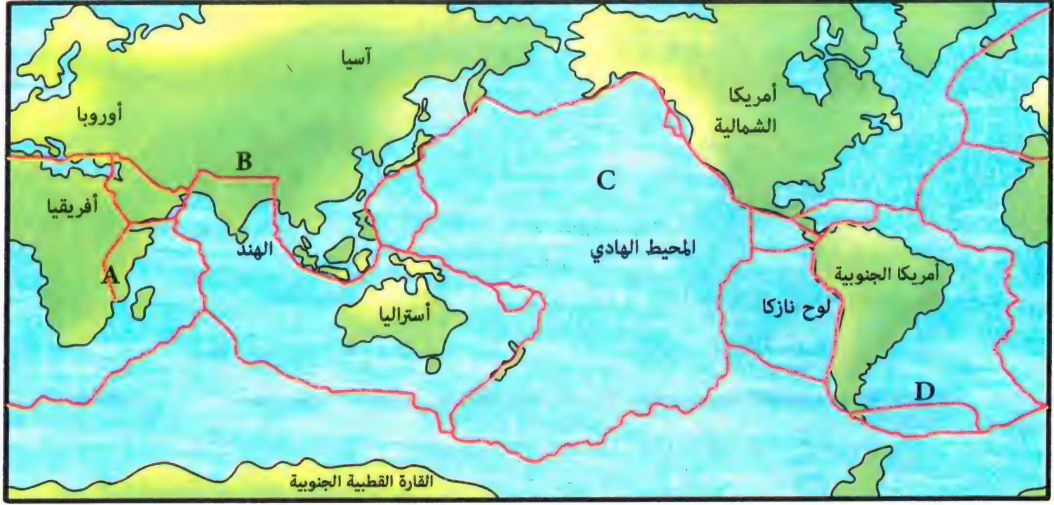 آسيا
أمريكا
الشمالية
أوروبا
B
C
أفريقيا
الهند
المحيط الهادي
A
أمريكا الجنوبية
لوح نازكا
أستراليا
D
القارة القطبية الجنوبية